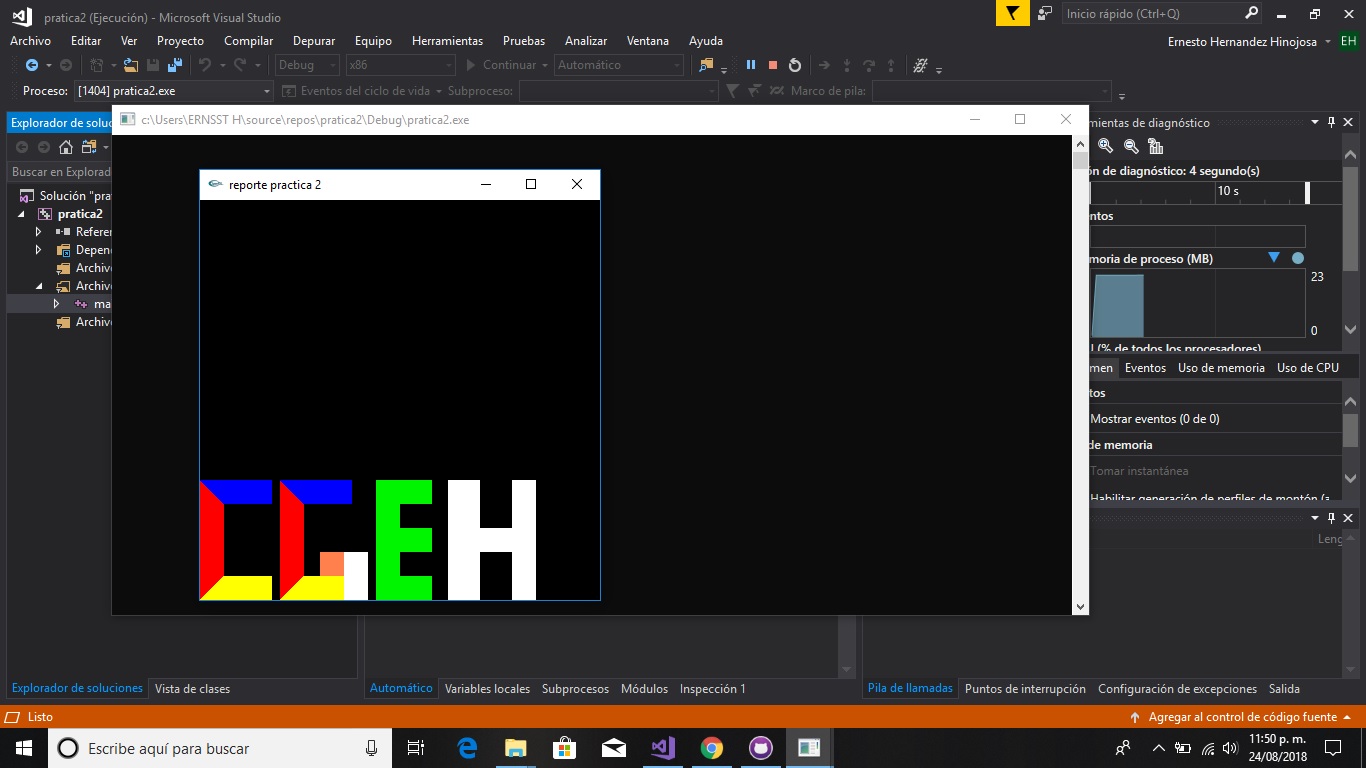 pratica2 (Ejecución) - Microsoft Visual Studio
Inicio rápido (Ctrl+Q)
Archivo Editar Ver Proyecto Compilar Depurar Equipo Herramientas Pruebas Analizar Ventana Ayuda
Ernesto Hernandez Hinojosa EH
Debug x86 Continuar Automático
Proceso: [1404] pratica2.exe Eventos del ciclo de vida Subproceso: Marco de pila:
Explorador de soluc
c:\Users\ERNSST H\source\repos\pratica2\Debug\pratica2.exe
mientas de diagnóstico
Buscar en Explorad
ón de diagnóstico: 4 segundo(s)
reporte practica 2
10 s
Solución "pra
pratica2
Referen
Depend
Archivo
Archivo
ma
Archivo
ntos
moria de proceso (MB)
23
0
l (% de todos los procesadores)
men Eventos Uso de memoria Uso de CPU
tos
Mostrar eventos (0 de 0)
de memoria
Tomar instantánea
Habilitar generación de perfiles de montón (a
CG EH
Leng
Explorador de soluciones Vista de clases
Automático Variables locales Subprocesos Módulos Inspección 1
Pila de llamadas Puntos de interrupción Configuración de excepciones Salida
Listo
Agregar al control de código fuente
Escribe aquí para buscar
11:50 p. m.
24/08/2018